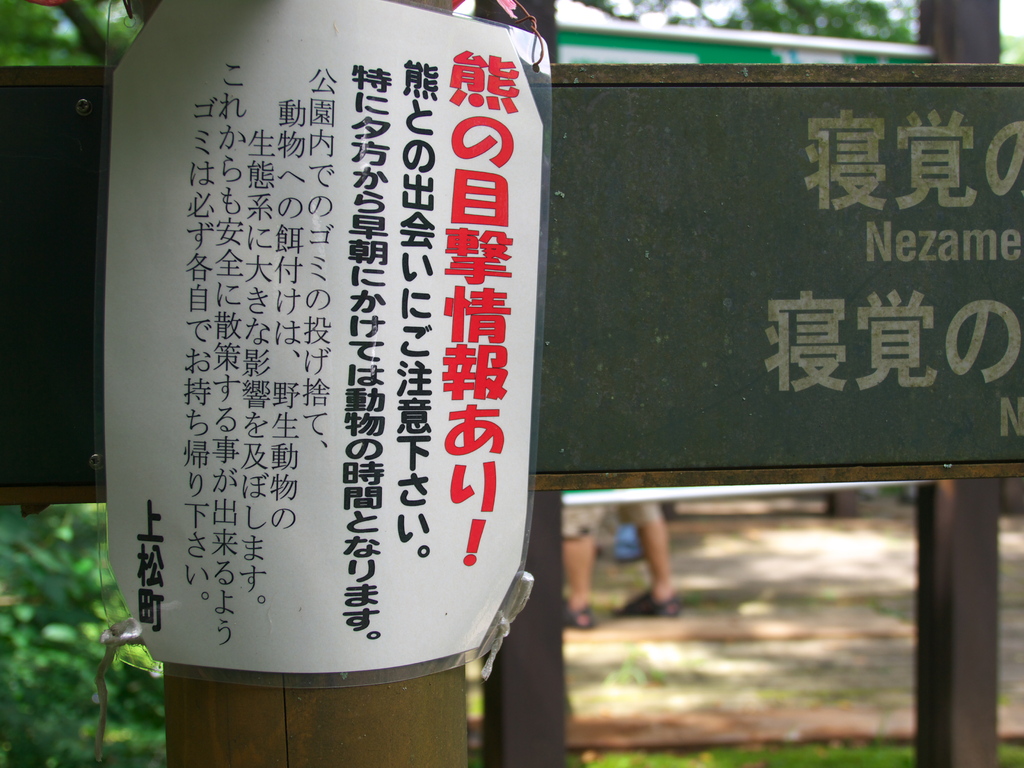 熊の目撃情報あり！
熊との出会いにご注意下さい。
特に夕方から早朝にかけては動物の時間となります。
公園内でのゴミの投げ捨て、
動物への餌付けは、野生動物の
生態系に大きな影響を及ぼします。
これからも安全に散策する事が出来るよう
ゴミは必ず各自でお持ち帰り下さい。
上松町
寝覚の
Nezame
寝覚の
N